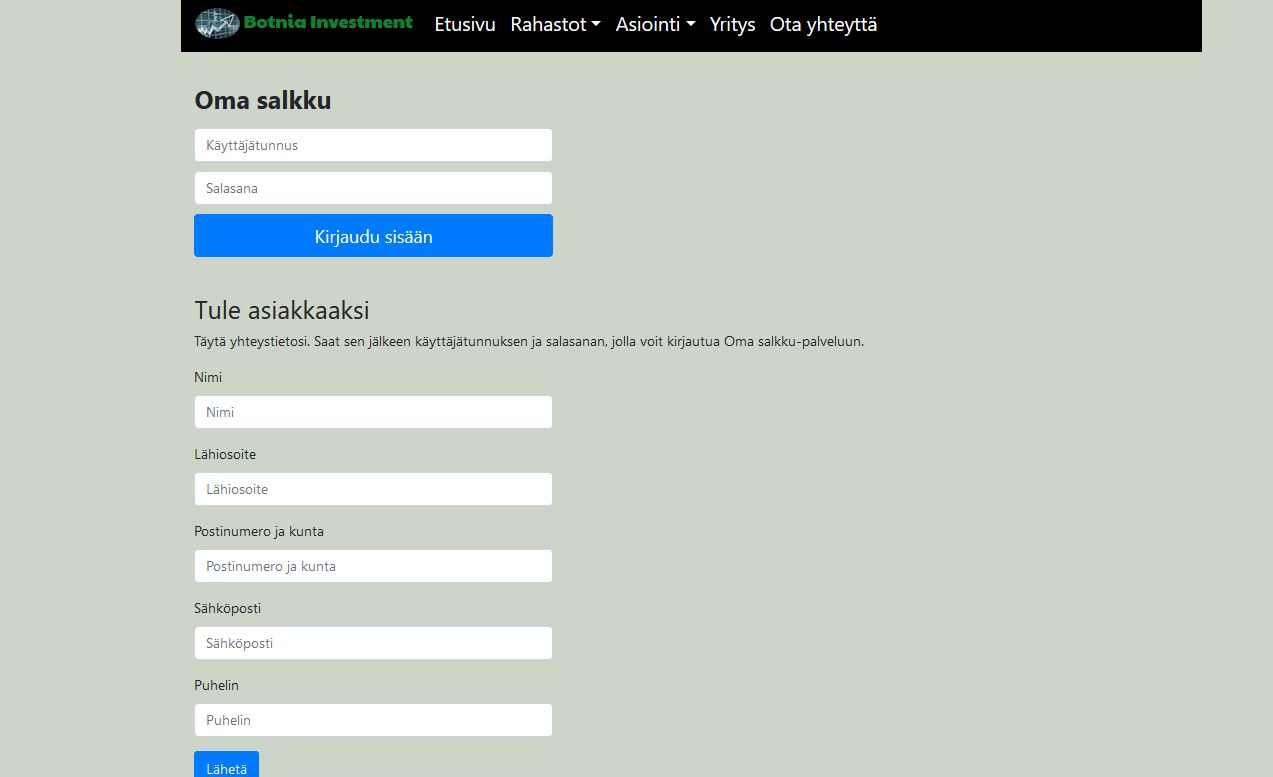 Botnia Investment Etusivu Rahastot Asiointi Yritys Ota yhteyttä
Oma salkku
Käyttäjätunnus
Salasana
Kirjaudu sisään
Tule asiakkaaksi
Täytä yhteystietosi. Saat sen jälkeen käyttäjätunnuksen ja salasanan, jolla voit kirjautua Oma salkku-palveluun.
Nimi
Nimi
Lähiosoite
Lähiosoite
Postinumero ja kunta
Postinumero ja kunta
Sähköposti
Sähköposti
Puhelin
Puhelin
Lähetä